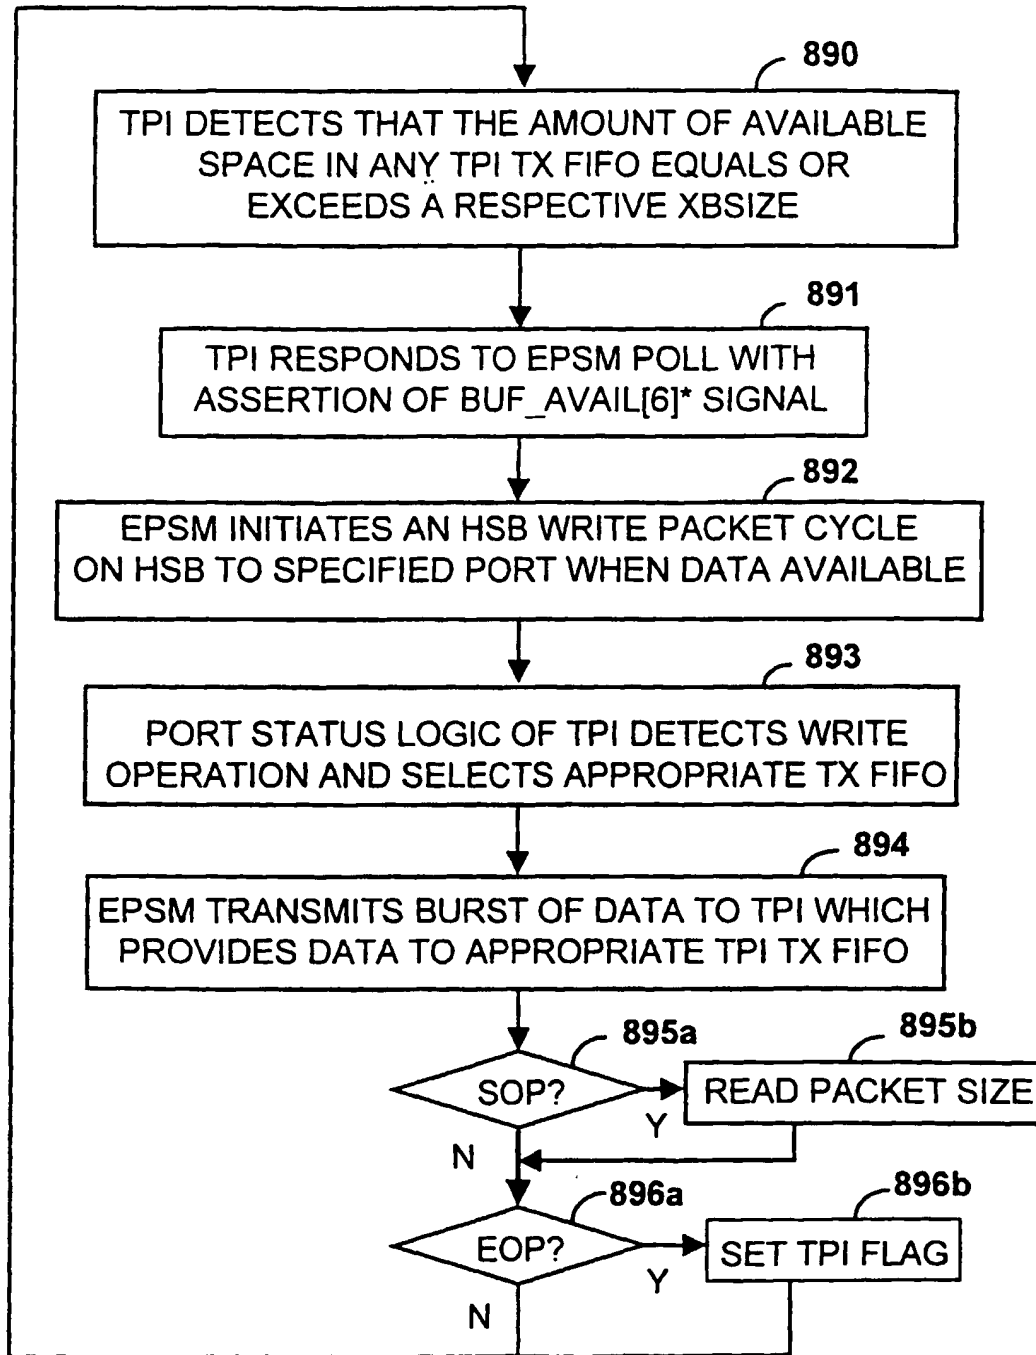 890
TPI DETECTS THAT THE AMOUNT OF AVAILABLE
SPACE IN ANY TPI TX FIFO EQUALS OR
EXCEEDS A RESPECTIVE XBSIZE
891
TPI RESPONDS TO EPSM POLL WITH
ASSERTION OF BUF_AVAIL[6]* SIGNAL
892
EPSM INITIATES AN HSB WRITE PACKET CYCLE
ON HSB TO SPECIFIED PORT WHEN DATA AVAILABLE
893
PORT STATUS LOGIC OF TPI DETECTS WRITE
OPERATION AND SELECTS APPROPRIATE TX FIFO
894
EPSM TRANSMITS BURST OF DATA TO TPI WHICH
PROVIDES DATA TO APPROPRIATE TPI TX FIFO
895a
895b
SOP?
READ PACKET SIZE
Y
N
896a
896b
EOP?
SET TPI FLAG
Y
N